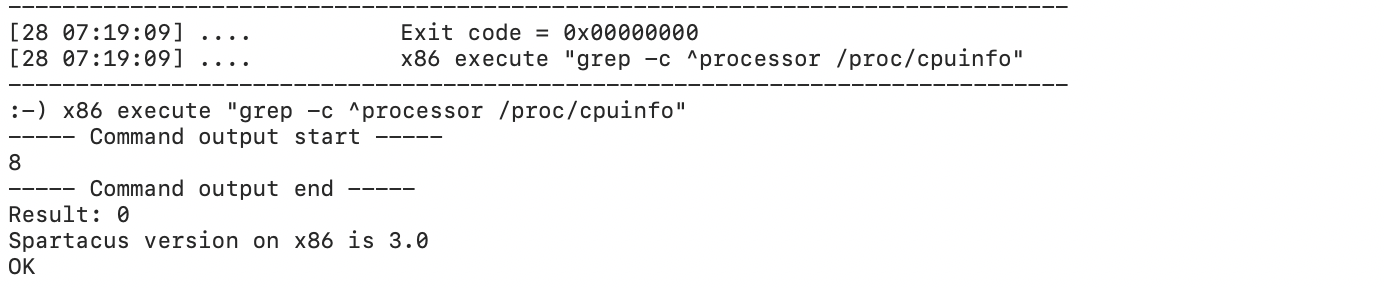 --------------------------------------------------------------------------------
[28 07:19:09] ....           Exit code = 0x00000000
[28 07:19:09] ....           x86 execute "grep -c ^processor /proc/cpuinfo"
--------------------------------------------------------------------------------
:-) x86 execute "grep -c ^processor /proc/cpuinfo"
----- Command output start -----
8
----- Command output end -----
Result: 0
Spartacus version on x86 is 3.0
OK